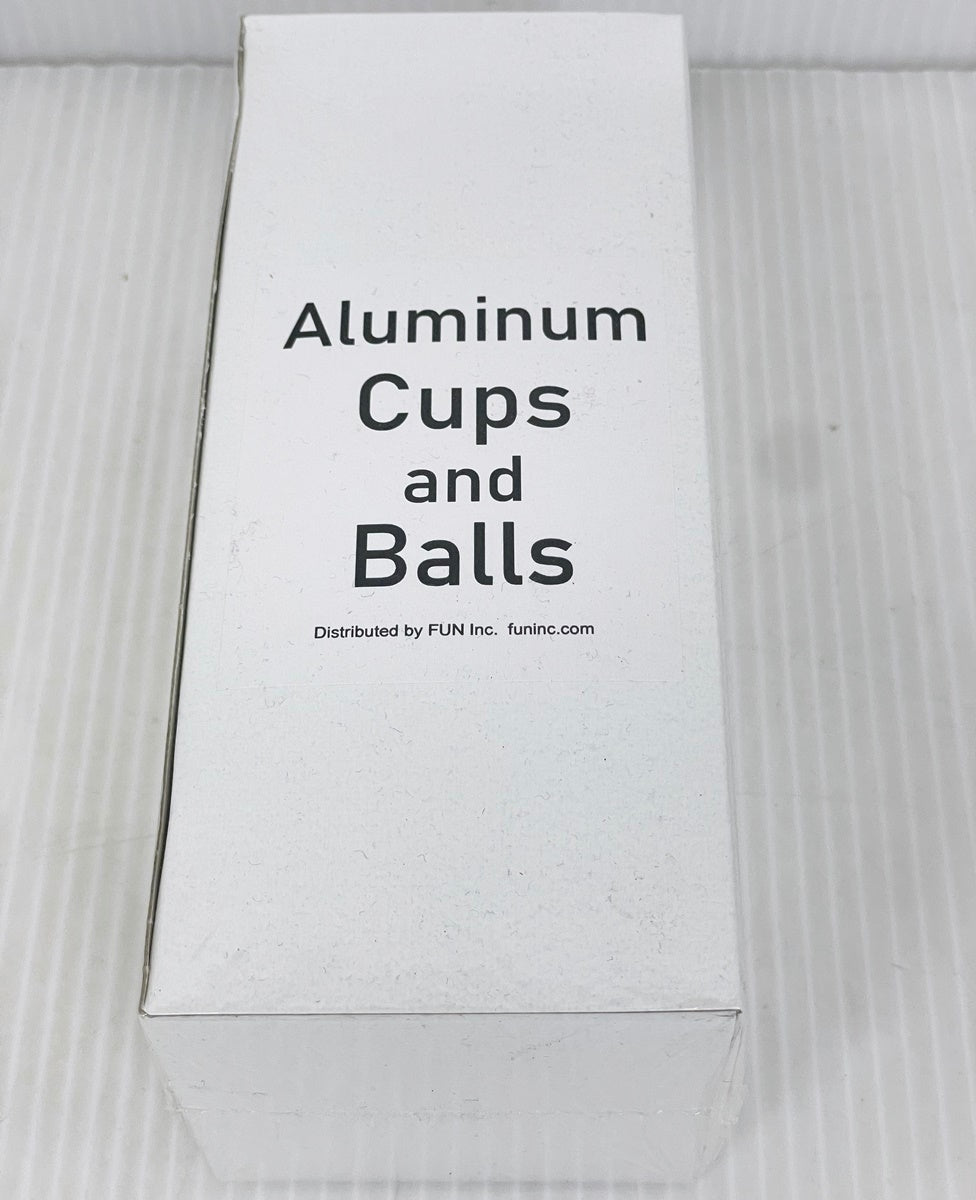 Aluminum
Cups
and
Balls
Distributed by FUN Inc. funinc.com